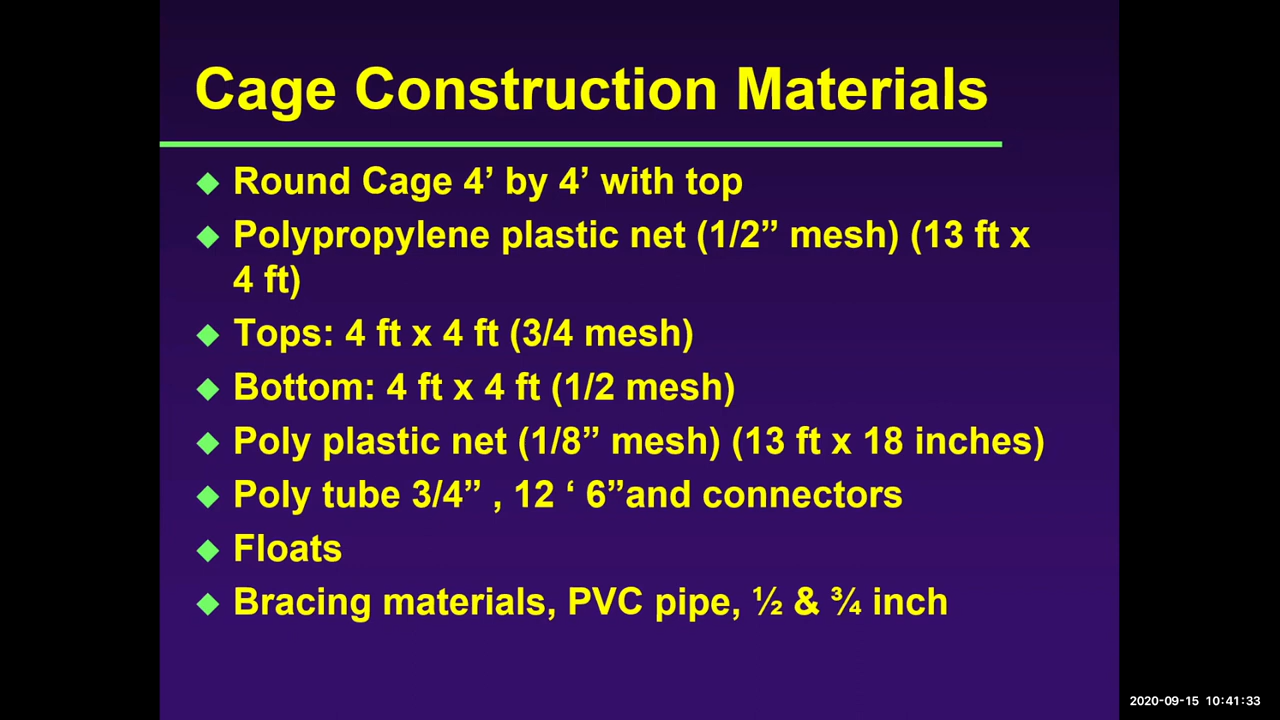 Cage Construction Materials
Round Cage 4’ by 4’ with top
Polypropylene plastic net (1/2” mesh) (13 ft x
4 ft)
Tops: 4 ft x 4 ft (3/4 mesh)
Bottom: 4 ft x 4 ft (1/2 mesh)
Poly plastic net (1/8” mesh) (13 ft x 18 inches)
Poly tube 3/4” , 12 ‘ 6”and connectors
Floats
Bracing materials, PVC pipe, ½ & ¾ inch
2020-09-15 10:41:33